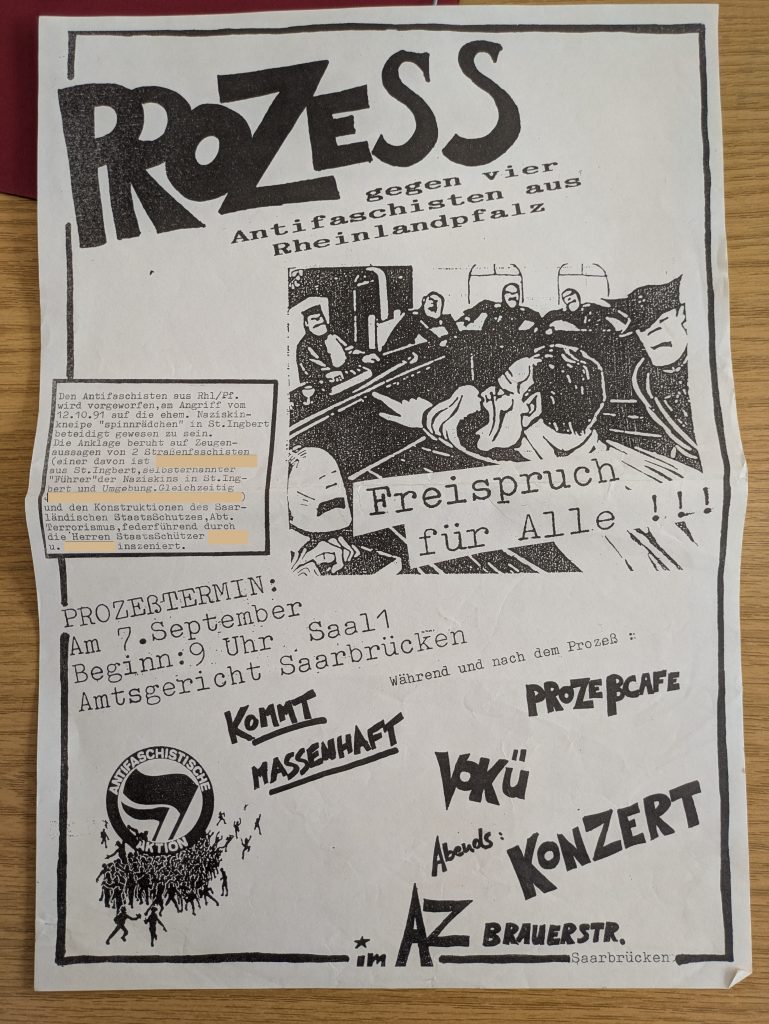 PROZESS
gegen vier
Antifaschisten aus
Rheinlandpfalz
Den Antifaschisten aus Rhl/Pf.
wird vorgeworfen,am Angriff vom
12.10.91 auf die ehem. Naziskin-
kneipe "spinnrädchen" in St.Ingbert
beteidigt gewesen zu sein.
Die Anklage beruht auf Zeugen-
aussagen von 2 Straßenfaschisten
(einer davon ist
aus St.Ingbert,selbsternannter
"Führer"der Naziskins in St.Ing-
bert und Umgebung.Gleichzeitig
)
und den Konstruktionen des Saar-
ländischen StaatsSchutzes,Abt.
Terrorismus,federführend durch
die Herren StaatsSchützer
u. inszeniert.
Freispruch
für Alle !!!
PROZEßTERMIN:
Am 7.September
Beginn:9 Uhr Saal1
Amtsgericht Saarbrücken
Während und nach dem Prozeß :
PROZEßCAFE
KOMMT
MASSENHAFT
VOKÜ
Abends: KONZERT
ANTIFASCHISTISCHE
AKTION
im AZ BRAUERSTR.
Saarbrücken